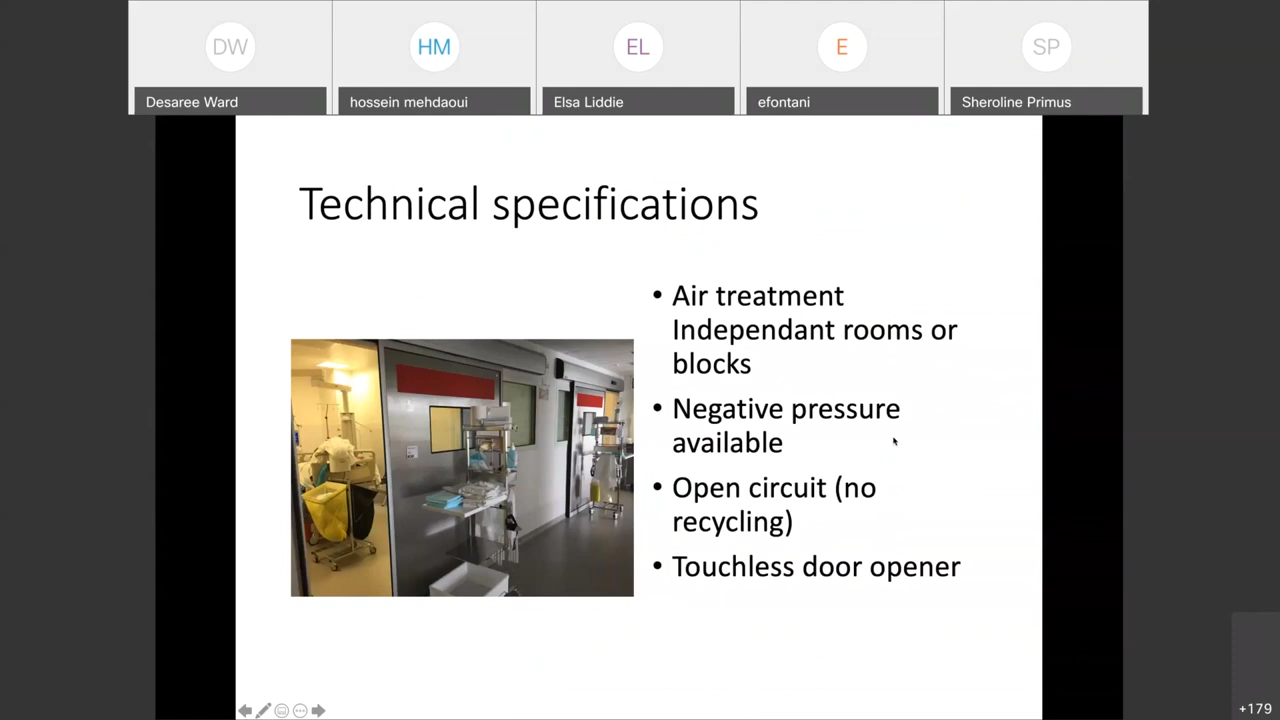 DW
HM
EL
E
SP
Desaree Ward
hossein mehdaoui
Elsa Liddie
efontani
Sheroline Primus
Technical specifications
• Air treatment
Independant rooms or
blocks
• Negative pressure
available
• Open circuit (no
recycling)
• Touchless door opener
+179